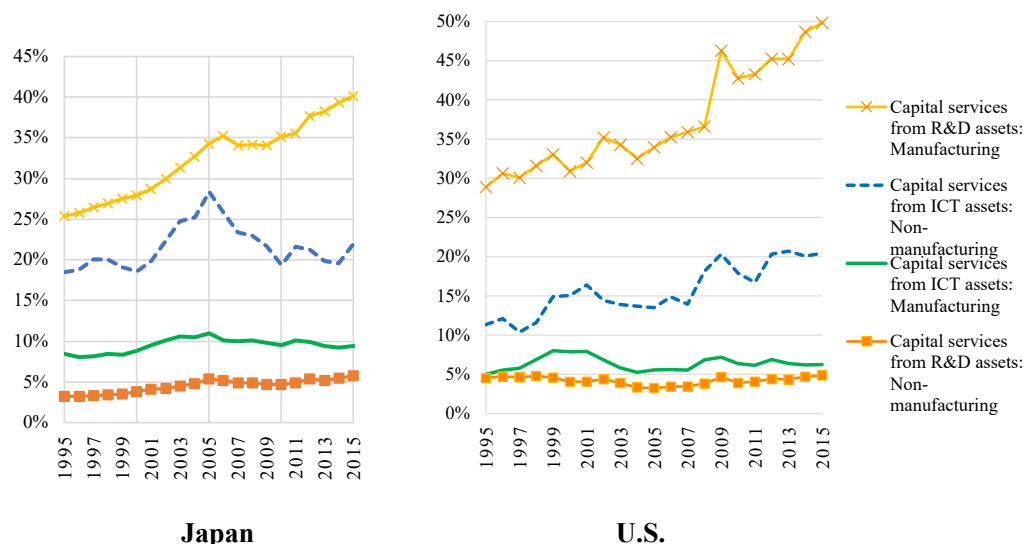 45%
40%
35%
30%
25%
20%
15%
10%
5%
0%
1995
1997
1999
2001
2003
2005
2007
2009
2011
2013
2015
Japan
50%
45%
40%
35%
30%
25%
20%
15%
10%
5%
0%
1995
1997
1999
2001
2003
2005
2007
2009
2011
2013
2015
U.S.
Capital services
from R&D assets:
Manufacturing
Capital services
from ICT assets:
Non-
manufacturing
Capital services
from ICT assets:
Manufacturing
Capital services
from R&D assets:
Non-
manufacturing